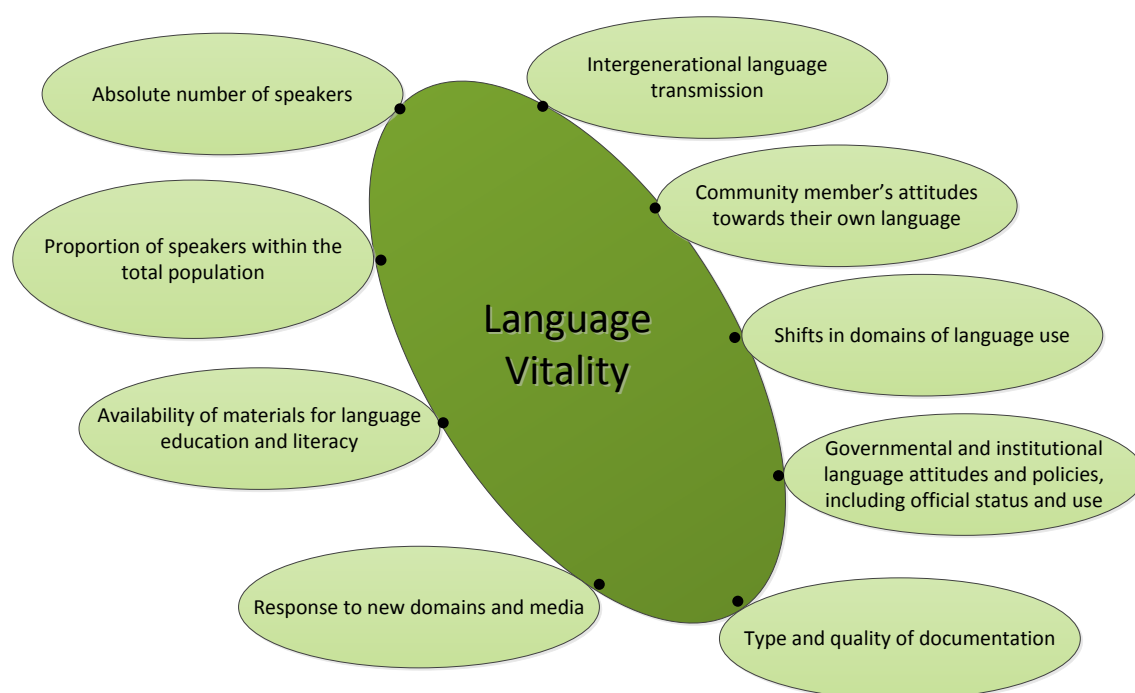 Absolute number of speakers
Intergenerational language
transmission
Community member’s attitudes
towards their own language
Proportion of speakers within the
total population
Language
Vitality
Shifts in domains of language use
Availability of materials for language
education and literacy
Governmental and institutional
language attitudes and policies,
including official status and use
Response to new domains and media
Type and quality of documentation